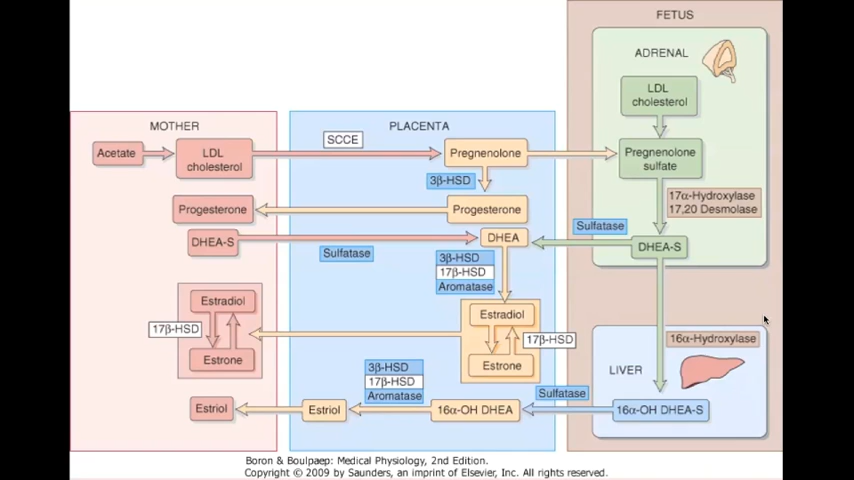 FETUS
ADRENAL
LDL
cholesterol
MOTHER
PLACENTA
SCCE
Acetate
LDL
cholesterol
Pregnenolone
Pregnenolone
sulfate
3β-HSD
17α-Hydroxylase
17,20 Desmolase
Progesterone
Progesterone
Sulfatase
DHEA-S
DHEA
DHEA-S
Sulfatase
3β-HSD
17β-HSD
Aromatase
Estradiol
17β-HSD
Estrone
Estradiol
17β-HSD
Estrone
16α-Hydroxylase
LIVER
3β-HSD
17β-HSD
Aromatase
Sulfatase
Estriol
Estriol
16α-OH DHEA
16α-OH DHEA-S
Boron & Boulpaep: Medical Physiology, 2nd Edition.
Copyright © 2009 by Saunders, an imprint of Elsevier, Inc. All rights reserved.